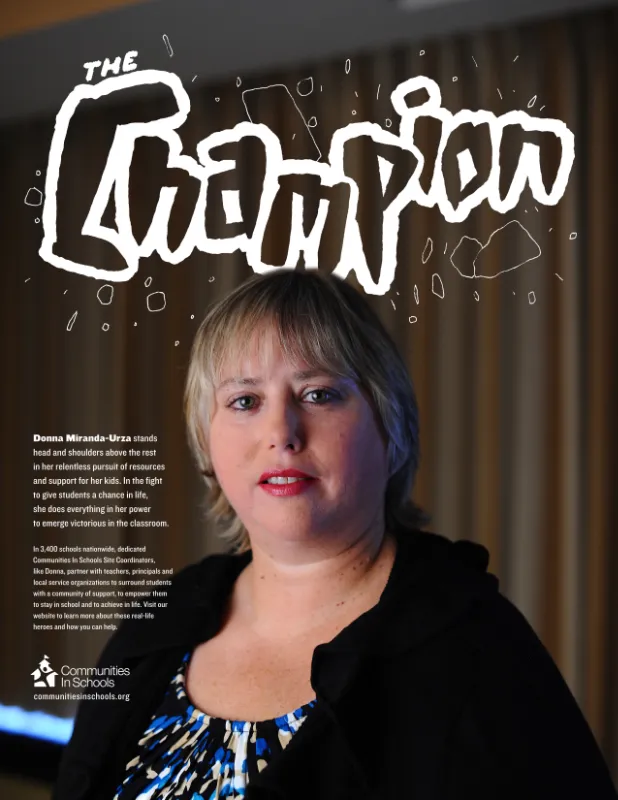 THE
Champion
Donna Miranda-Urza stands
head and shoulders above the rest
in her relentless pursuit of resources
and support for her kids. In the fight
to give students a chance in life,
she does everything in her power
to emerge victorious in the classroom.
In 3,400 schools nationwide, dedicated
Communities In Schools Site Coordinators,
like Donna, partner with teachers, principals and
local service organizations to surround students
with a community of support, to empower them
to stay in school and to achieve in life. Visit our
website to learn more about these real-life
heroes and how you can help.
Communities
In Schools
communitiesinschools.org